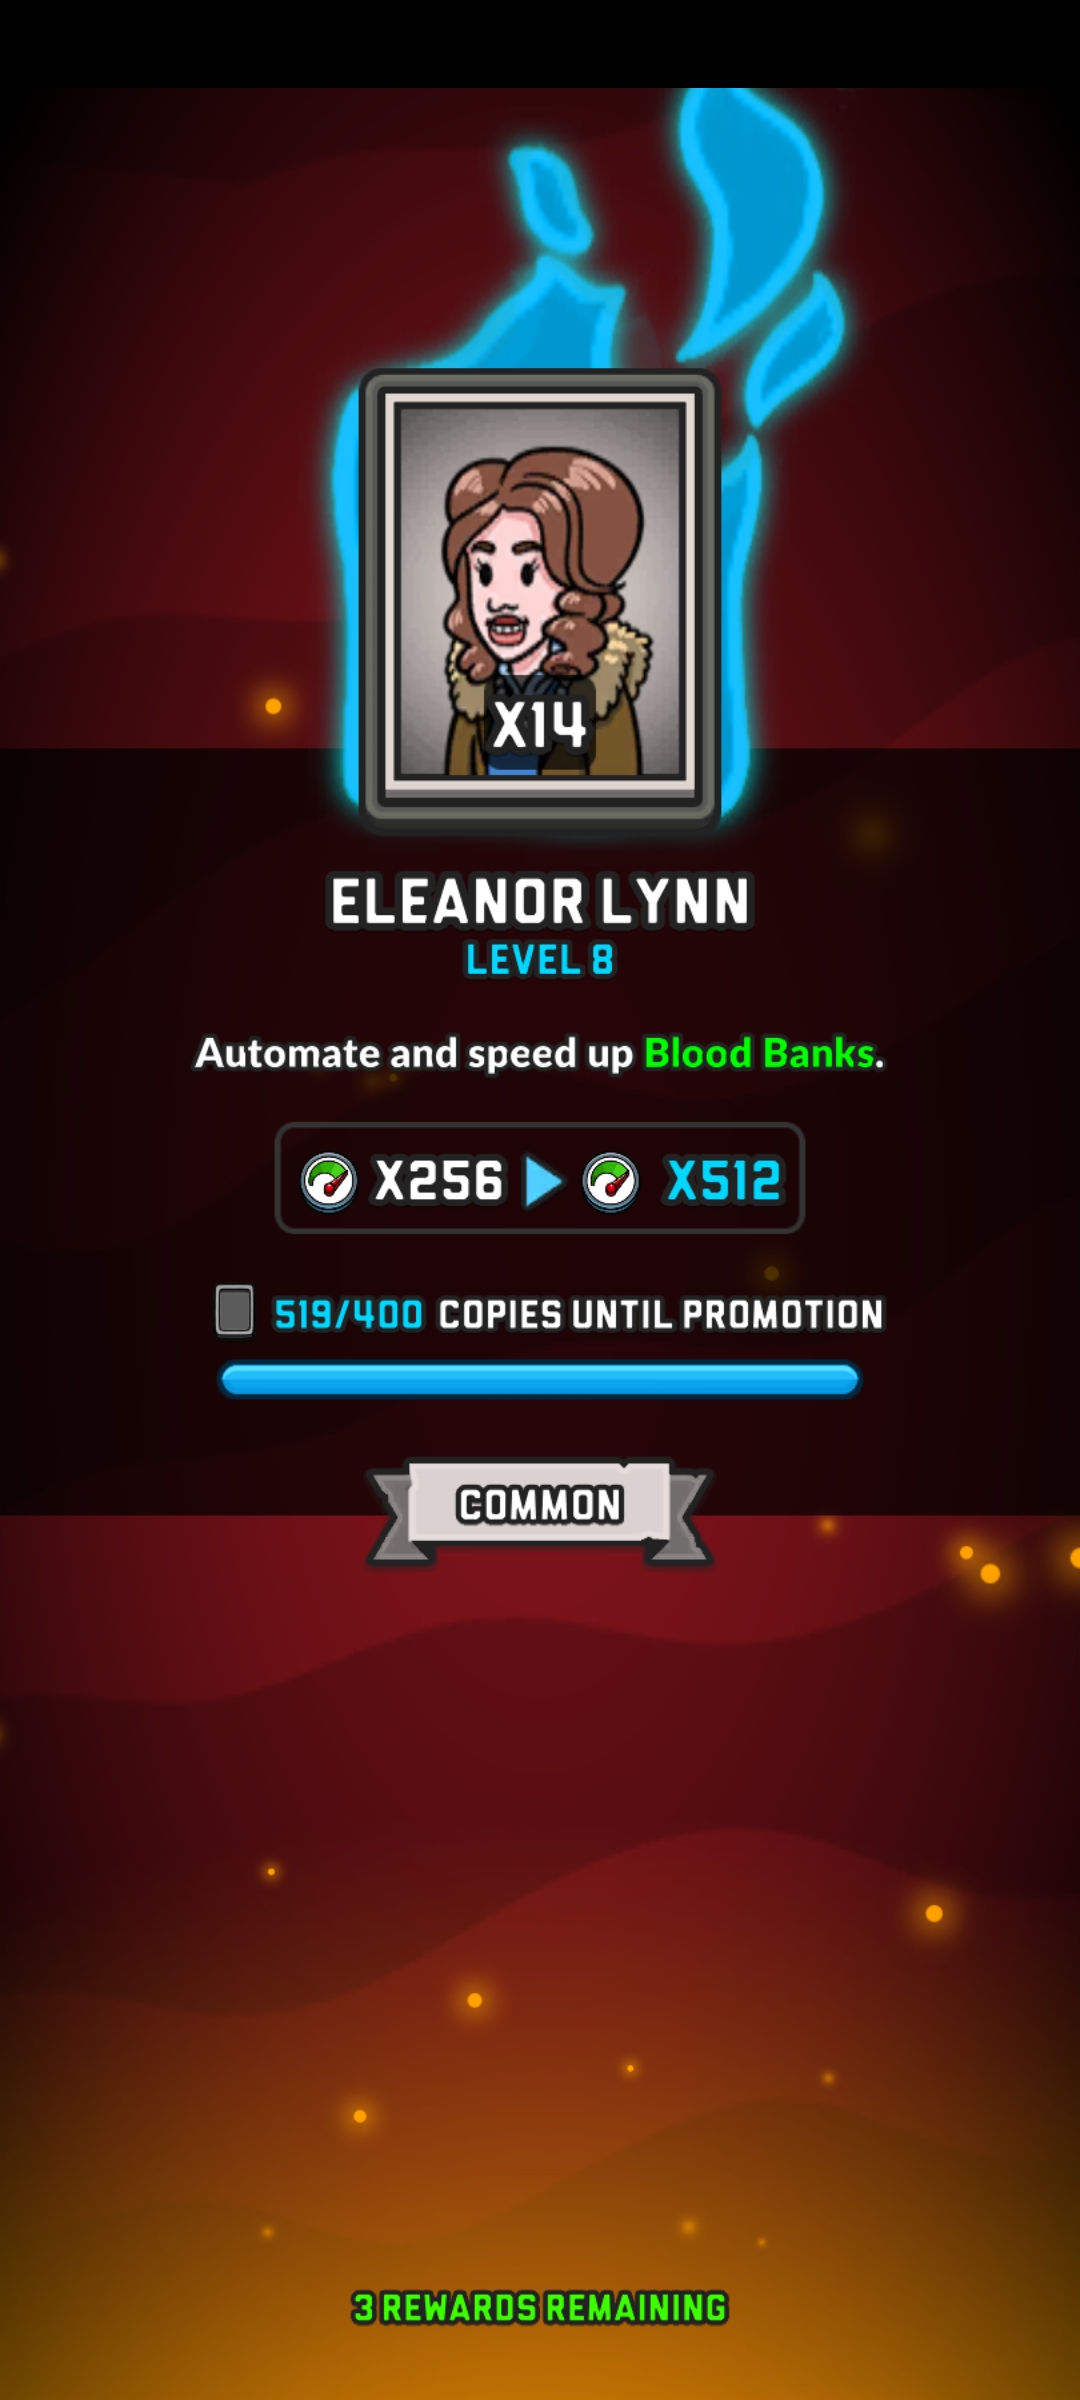 X14
ELEANOR LYNN
LEVEL 8
Automate and speed up Blood Banks.
X256 X512
519/400 COPIES UNTIL PROMOTION
COMMON
3 REWARDS REMAINING